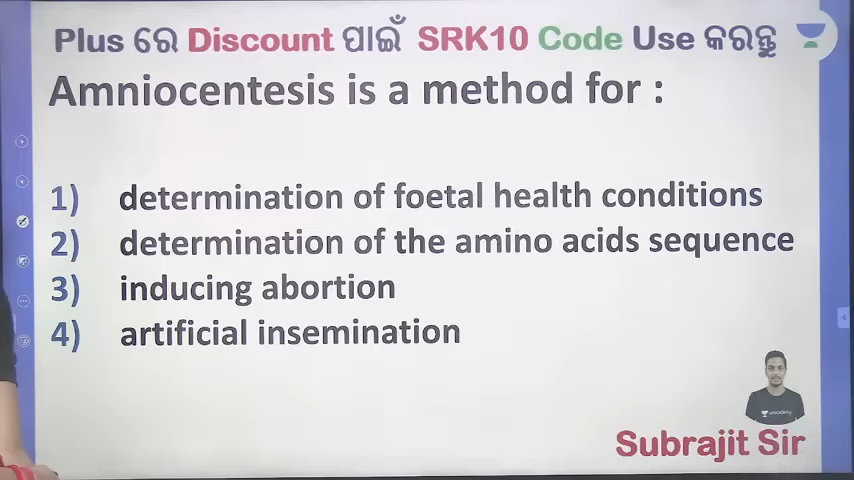 Plus ରେ Discount ପାଇଁ SRK10 Code Use କରନ୍ତୁ
Amniocentesis is a method for :
1) determination of foetal health conditions
2) determination of the amino acids sequence
3) inducing abortion
4) artificial insemination
Subrajit Sir